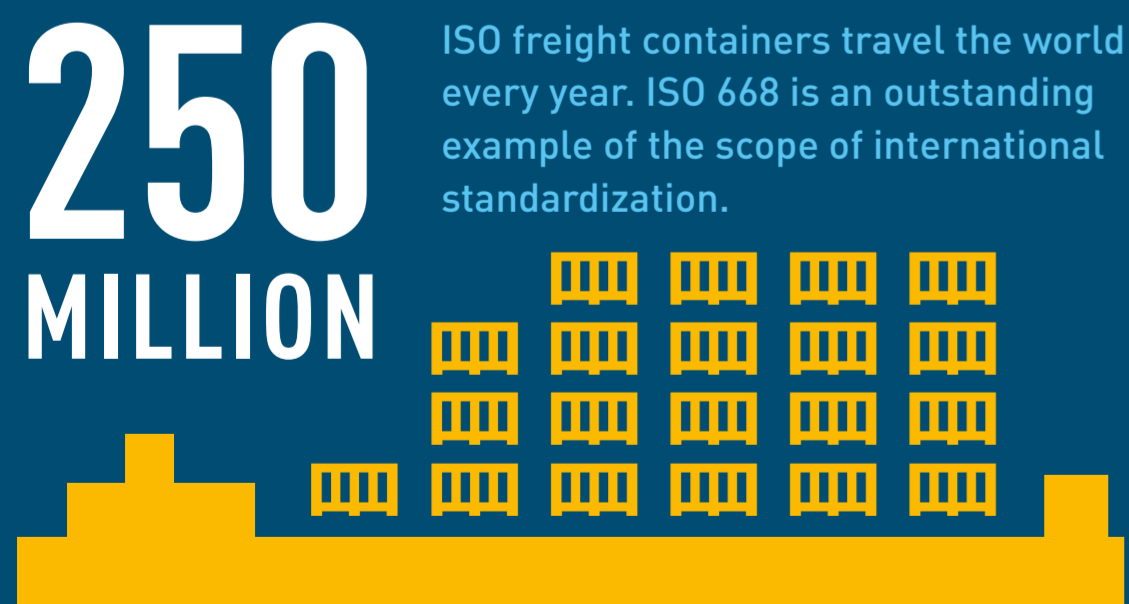 250
MILLION
ISO freight containers travel the world
every year. ISO 668 is an outstanding
example of the scope of international
standardization.